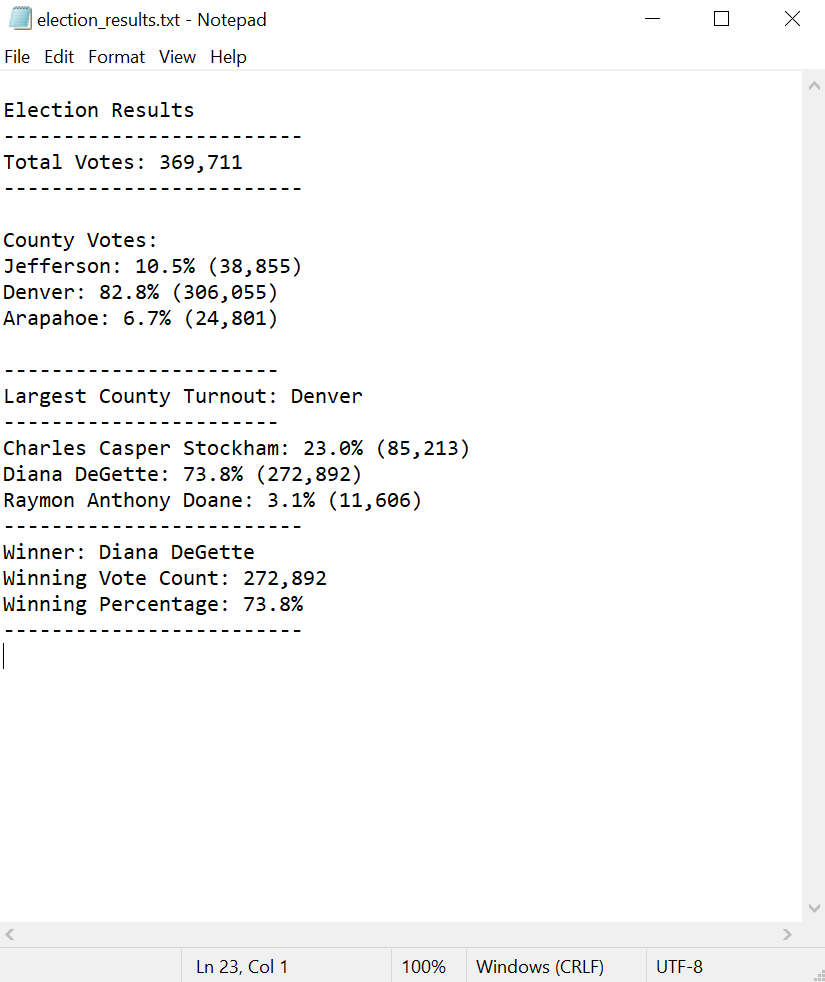 election_results.txt - Notepad
File Edit Format View Help
Election Results
-------------------------
Total Votes: 369,711
-------------------------
County Votes:
Jefferson: 10.5% (38,855)
Denver: 82.8% (306,055)
Arapahoe: 6.7% (24,801)
-----------------------
Largest County Turnout: Denver
-----------------------
Charles Casper Stockham: 23.0% (85,213)
Diana DeGette: 73.8% (272,892)
Raymon Anthony Doane: 3.1% (11,606)
-------------------------
Winner: Diana DeGette
Winning Vote Count: 272,892
Winning Percentage: 73.8%
-------------------------
Ln 23, Col 1 100% Windows (CRLF) UTF-8